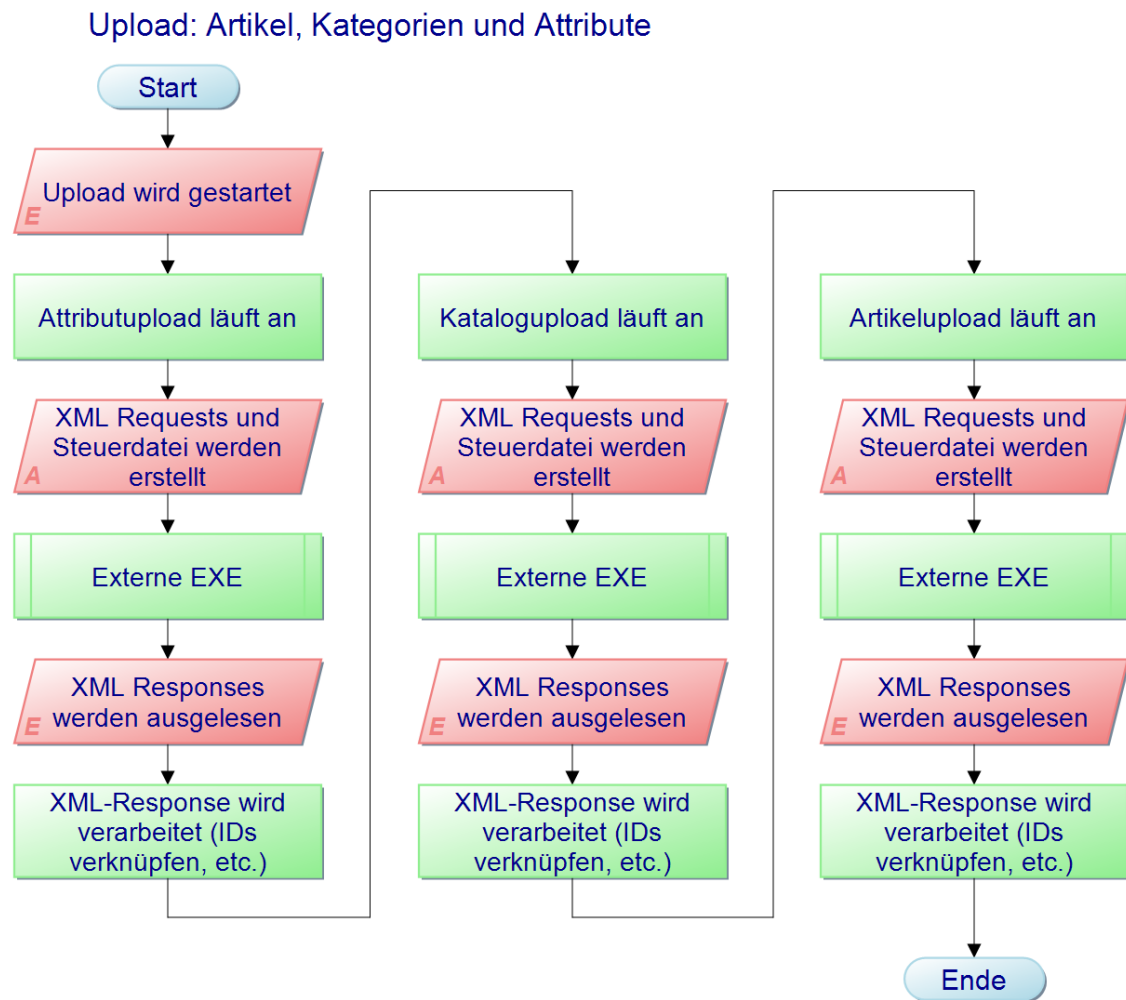 Upload: Artikel, Kategorien und Attribute
Start
Upload wird gestartet
E
Attributupload läuft an
XML Requests und
Steuerdatei werden
erstellt
A
Externe EXE
XML Responses
werden ausgelesen
E
XML-Response wird
verarbeitet (IDs
verknüpfen, etc.)
Katalogupload läuft an
XML Requests und
Steuerdatei werden
erstellt
A
Externe EXE
XML Responses
werden ausgelesen
E
XML-Response wird
verarbeitet (IDs
verknüpfen, etc.)
Artikelupload läuft an
XML Requests und
Steuerdatei werden
erstellt
A
Externe EXE
XML Responses
werden ausgelesen
E
XML-Response wird
verarbeitet (IDs
verknüpfen, etc.)
Ende